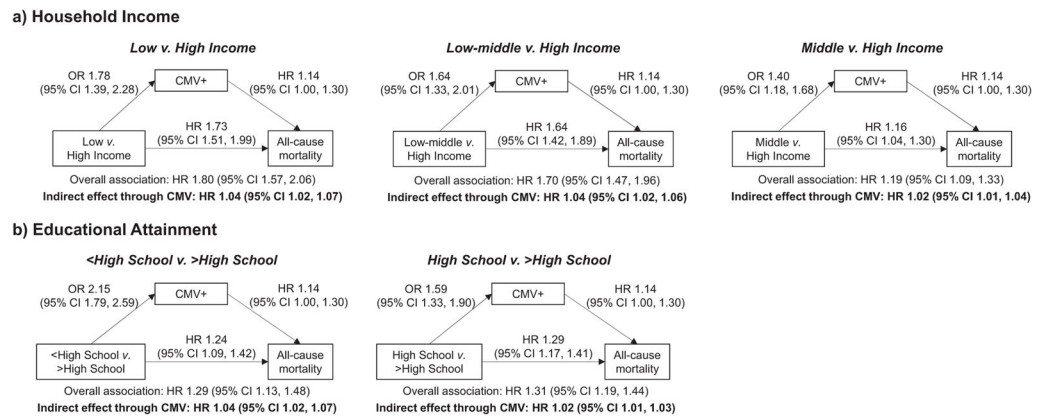 a) Household Income
Low v. High Income
OR 1.78
(95% CI 1.39, 2.28)
CMV+
HR 1.14
(95% CI 1.00, 1.30)
Low v.
High Income
HR 1.73
(95% CI 1.51, 1.99)
All-cause
mortality
Overall association: HR 1.80 (95% CI 1.57, 2.06)
Indirect effect through CMV: HR 1.04 (95% CI 1.02, 1.07)
Low-middle v. High Income
OR 1.64
(95% CI 1.33, 2.01)
CMV+
HR 1.14
(95% CI 1.00, 1.30)
Low-middle v.
High Income
HR 1.64
(95% CI 1.42, 1.89)
All-cause
mortality
Overall association: HR 1.70 (95% CI 1.47, 1.96)
Indirect effect through CMV: HR 1.04 (95% CI 1.02, 1.06)
Middle v. High Income
OR 1.40
(95% CI 1.18, 1.68)
CMV+
HR 1.14
(95% CI 1.00, 1.30)
Middle v.
High Income
HR 1.16
(95% CI 1.04, 1.30)
All-cause
mortality
Overall association: HR 1.19 (95% CI 1.09, 1.33)
Indirect effect through CMV: HR 1.02 (95% CI 1.01, 1.04)
b) Educational Attainment
<High School v. >High School
OR 2.15
(95% CI 1.79, 2.59)
CMV+
HR 1.14
(95% CI 1.00, 1.30)
<High School v.
>High School
HR 1.24
(95% CI 1.09, 1.42)
All-cause
mortality
Overall association: HR 1.29 (95% CI 1.13, 1.48)
Indirect effect through CMV: HR 1.04 (95% CI 1.02, 1.07)
High School v. >High School
OR 1.59
(95% CI 1.33, 1.90)
CMV+
HR 1.14
(95% CI 1.00, 1.30)
High School v.
>High School
HR 1.29
(95% CI 1.17, 1.41)
All-cause
mortality
Overall association: HR 1.31 (95% CI 1.19, 1.44)
Indirect effect through CMV: HR 1.02 (95% CI 1.01, 1.03)